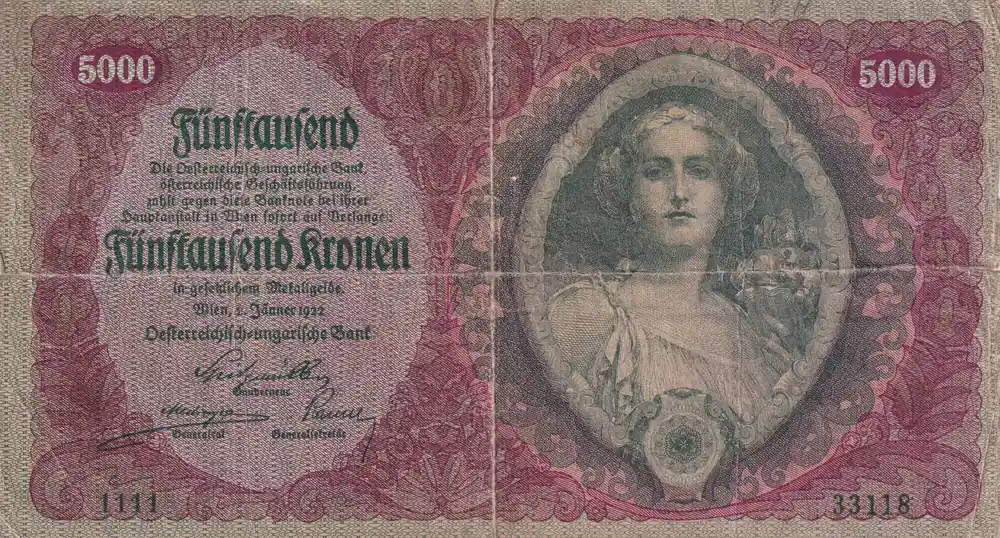 5000
5000
Fünftausend
Die Oesterreichisch-ungarische Bank,
österreichische Geschäftsführung,
zahlt gegen diese Banknote bei ihrer
Hauptanstalt in Wien sofort auf Verlangen
Fünftausend Kronen
in gesetzlichem Metallgelde.
Wien, 2. Jänner 1922
Oesterreichisch-ungarische Bank
Gouverneur
Generalrat
Generalsekretär
1111
33118